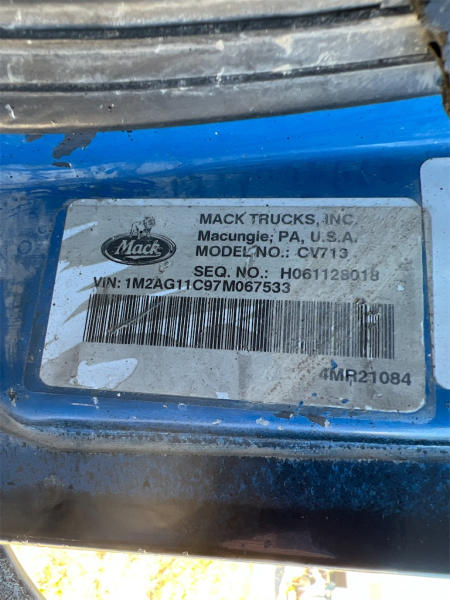 Mack
MACK TRUCKS, INC.
Macungie, PA, U.S.A.
MODEL NO.: CV713
SEQ. NO.: H061128018
VIN: 1M2AG11C97M067533
4MR21084